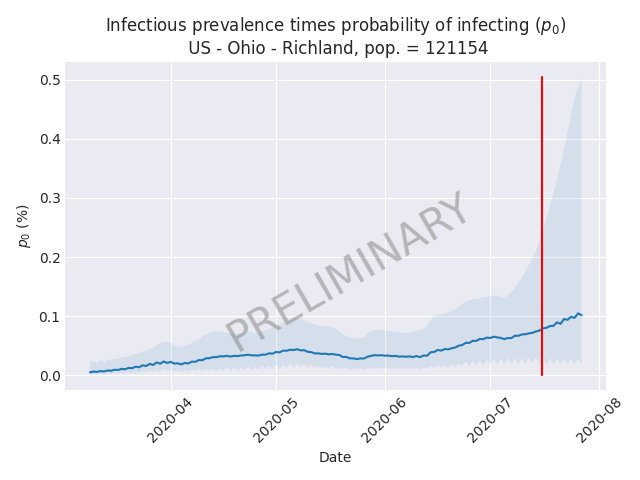 Infectious prevalence times probability of infecting (p₀)
US - Ohio - Richland, pop. = 121154
0.5
0.4
0.3
0.2
0.1
0.0
p₀ (%)
PRELIMINARY
2020-04
2020-05
2020-06
2020-07
2020-08
Date